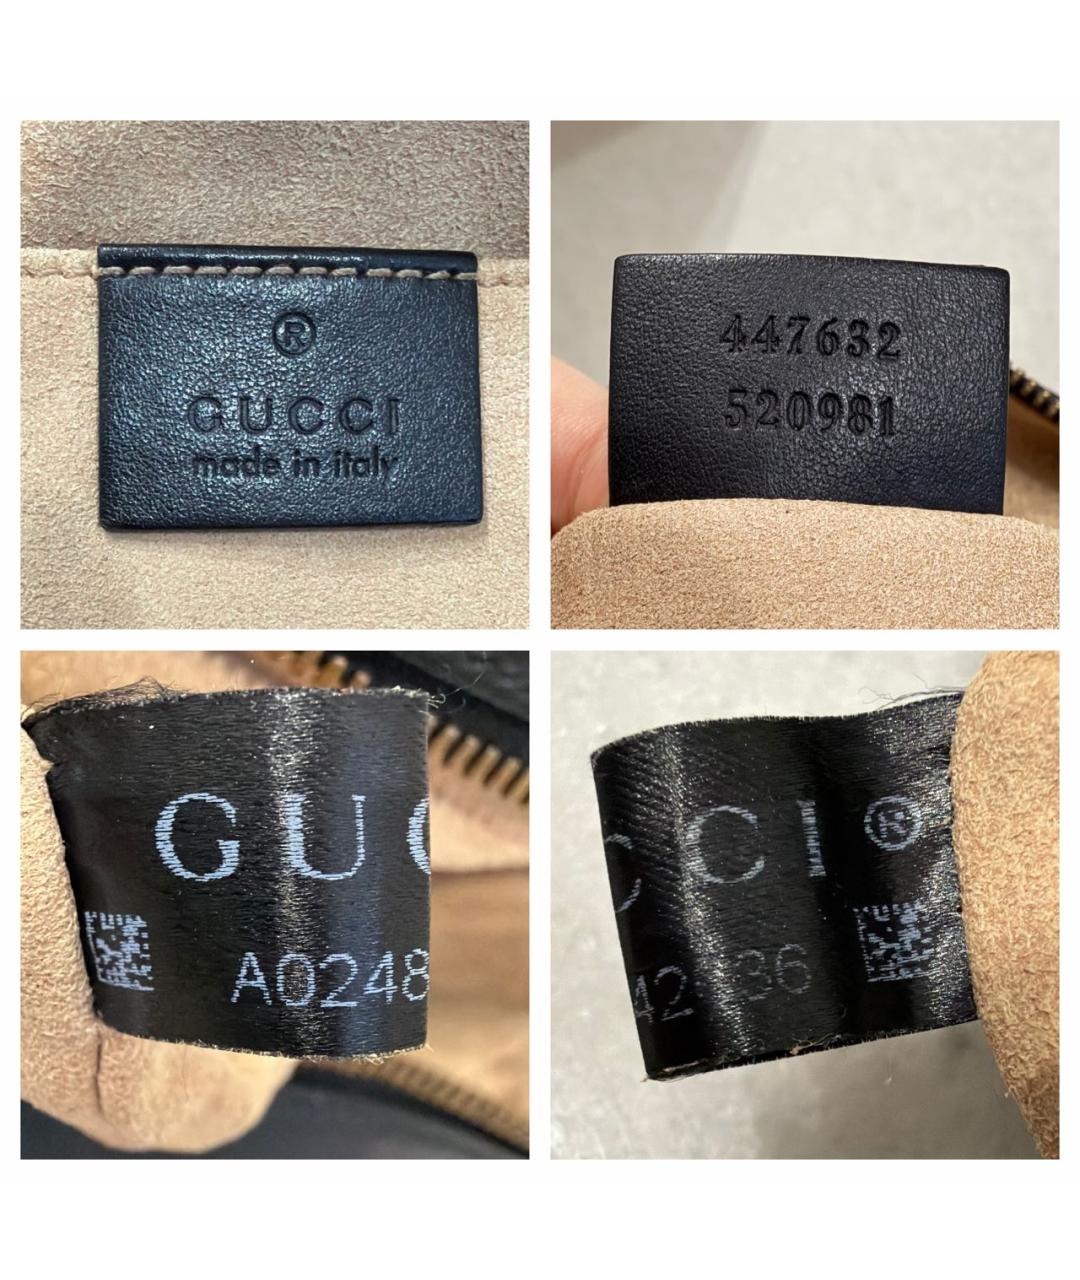 ®
GUCCI
made in italy
447632
520981
GUC
A0248
CCI®
42 36